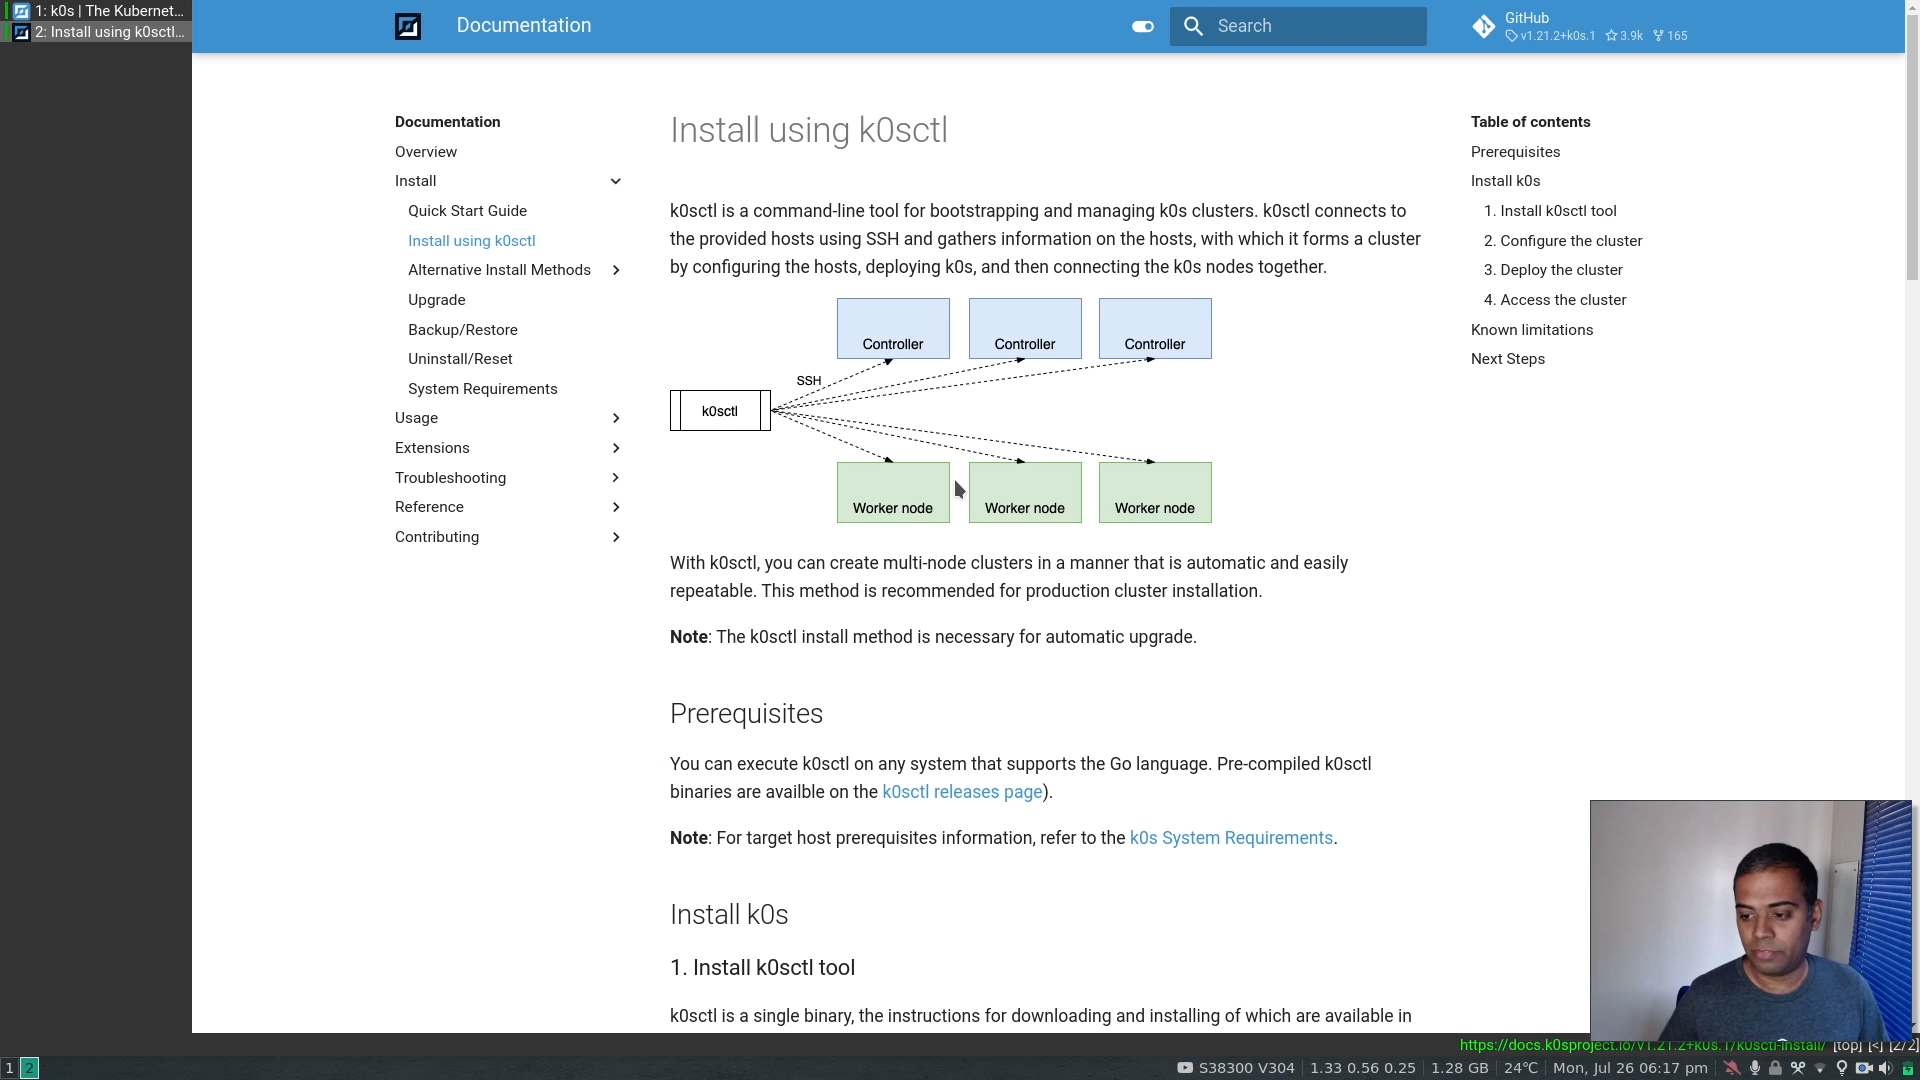 1: k0s | The Kubernet...
2: Install using k0sctl...
Documentation
Search
GitHub
v1.21.2+k0s.1 3.9k 165
Documentation
Overview
Install
Quick Start Guide
Install using k0sctl
Alternative Install Methods
Upgrade
Backup/Restore
Uninstall/Reset
System Requirements
Usage
Extensions
Troubleshooting
Reference
Contributing
Install using k0sctl
k0sctl is a command-line tool for bootstrapping and managing k0s clusters. k0sctl connects to
the provided hosts using SSH and gathers information on the hosts, with which it forms a cluster
by configuring the hosts, deploying k0s, and then connecting the k0s nodes together.
Controller Controller Controller
SSH
k0sctl
Worker node Worker node Worker node
With k0sctl, you can create multi-node clusters in a manner that is automatic and easily
repeatable. This method is recommended for production cluster installation.
Note: The k0sctl install method is necessary for automatic upgrade.
Prerequisites
You can execute k0sctl on any system that supports the Go language. Pre-compiled k0sctl
binaries are availble on the k0sctl releases page).
Note: For target host prerequisites information, refer to the k0s System Requirements.
Install k0s
1. Install k0sctl tool
k0sctl is a single binary, the instructions for downloading and installing of which are available in
Table of contents
Prerequisites
Install k0s
1. Install k0sctl tool
2. Configure the cluster
3. Deploy the cluster
4. Access the cluster
Known limitations
Next Steps
https://docs.k0sproject.io/v1.21.2+k0s.1/k0sctl-install/ [top] [<] [2/2]
1 2
S38300 V304 1.33 0.56 0.25 1.28 GB 24°C Mon, Jul 26 06:17 pm